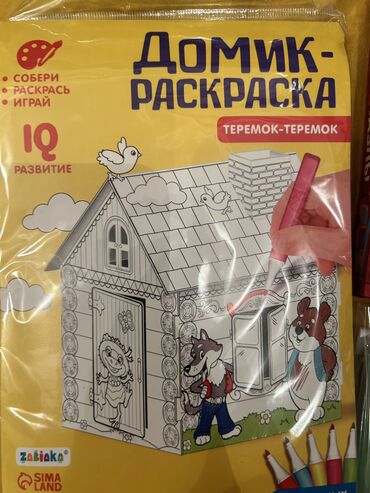 ДОМИК-
РАСКРАСКА
ТЕРЕМОК-ТЕРЕМОК
• СОБЕРИ
• РАСКРАСЬ
• ИГРАЙ
IQ
РАЗВИТИЕ
ZABIAKA
SIMA
LAND